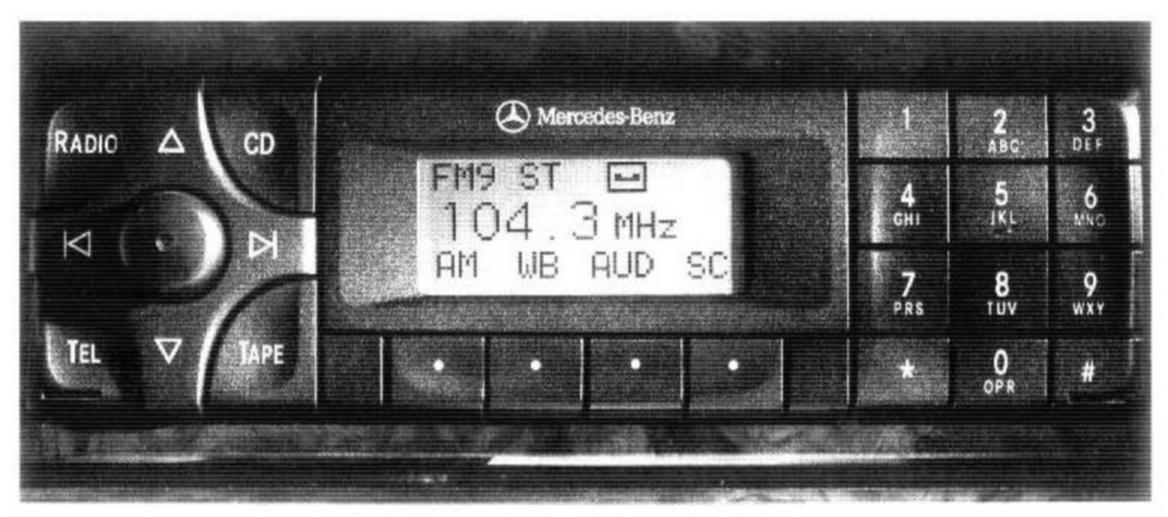 RADIO
CD
TEL
TAPE
Mercedes-Benz
FM9 ST
104.3 MHz
AM WB AUD SC
1
2
ABC
3
DEF
4
GHI
5
JKL
6
MNO
7
PRS
8
TUV
9
WXY
*
0
OPR
#